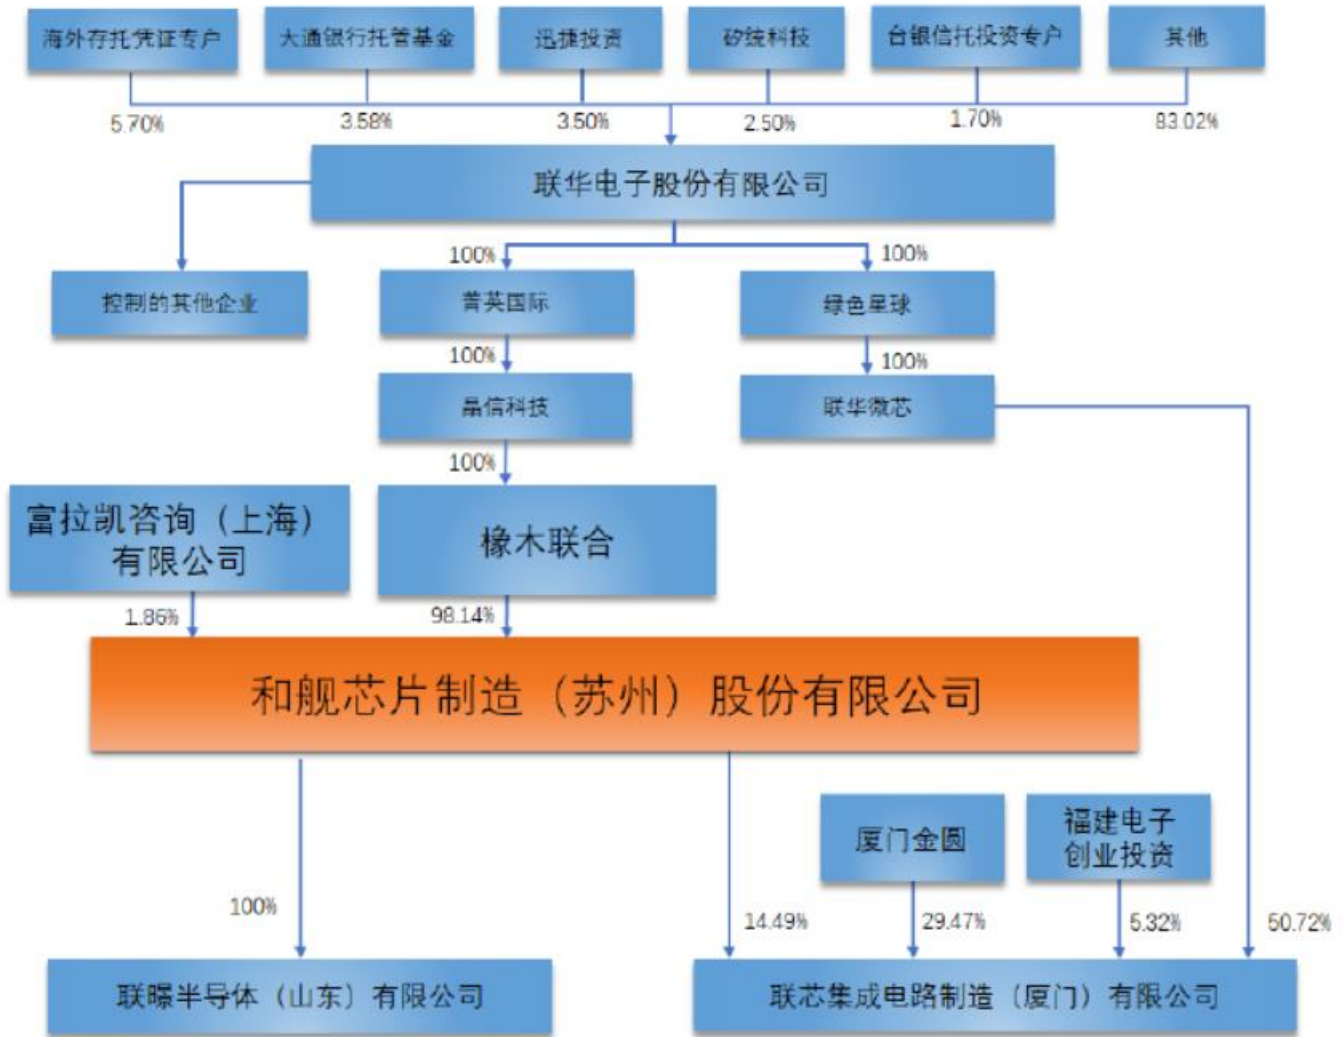 海外存托凭证专户
大通银行托管基金
迅捷投资
矽统科技
台银信托投资专户
其他
5.70%
3.58%
3.50%
2.50%
1.70%
83.02%
联华电子股份有限公司
100%
100%
控制的其他企业
菁英国际
绿色星球
100%
100%
晶信科技
联华微芯
100%
富拉凯咨询（上海）
有限公司
橡木联合
1.86%
98.14%
和舰芯片制造（苏州）股份有限公司
厦门金圆
福建电子
创业投资
100%
14.49%
29.47%
5.32%
50.72%
联暻半导体（山东）有限公司
联芯集成电路制造（厦门）有限公司